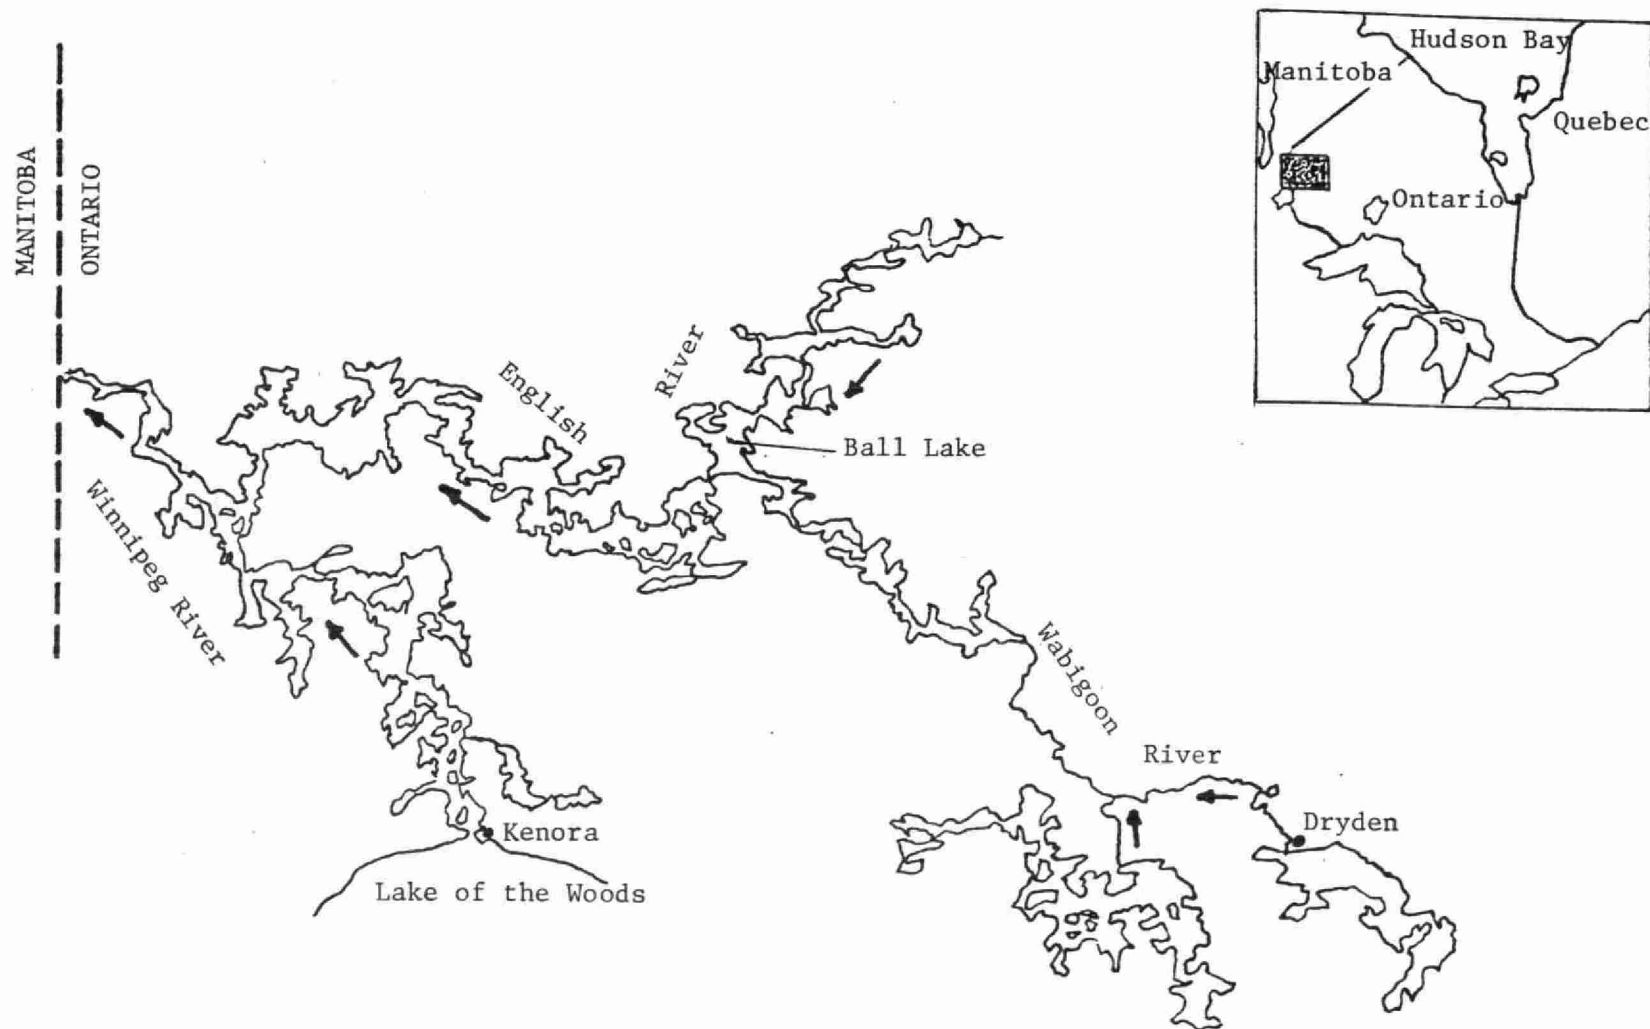 MANITOBA
ONTARIO
Hudson Bay
Manitoba
Quebec
Ontario
English
River
Ball Lake
Winnipeg River
Wabigoon
River
Dryden
Kenora
Lake of the Woods